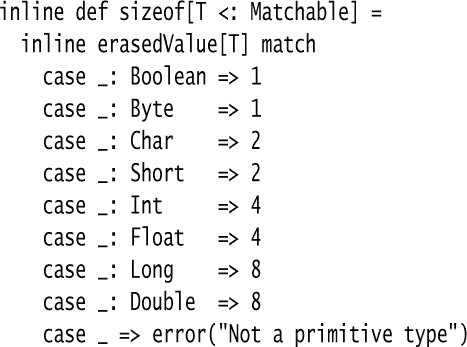 inline def sizeof[T <: Matchable] =
  inline erasedValue[T] match
    case _: Boolean => 1
    case _: Byte    => 1
    case _: Char    => 2
    case _: Short   => 2
    case _: Int     => 4
    case _: Float   => 4
    case _: Long    => 8
    case _: Double  => 8
    case _ => error("Not a primitive type")